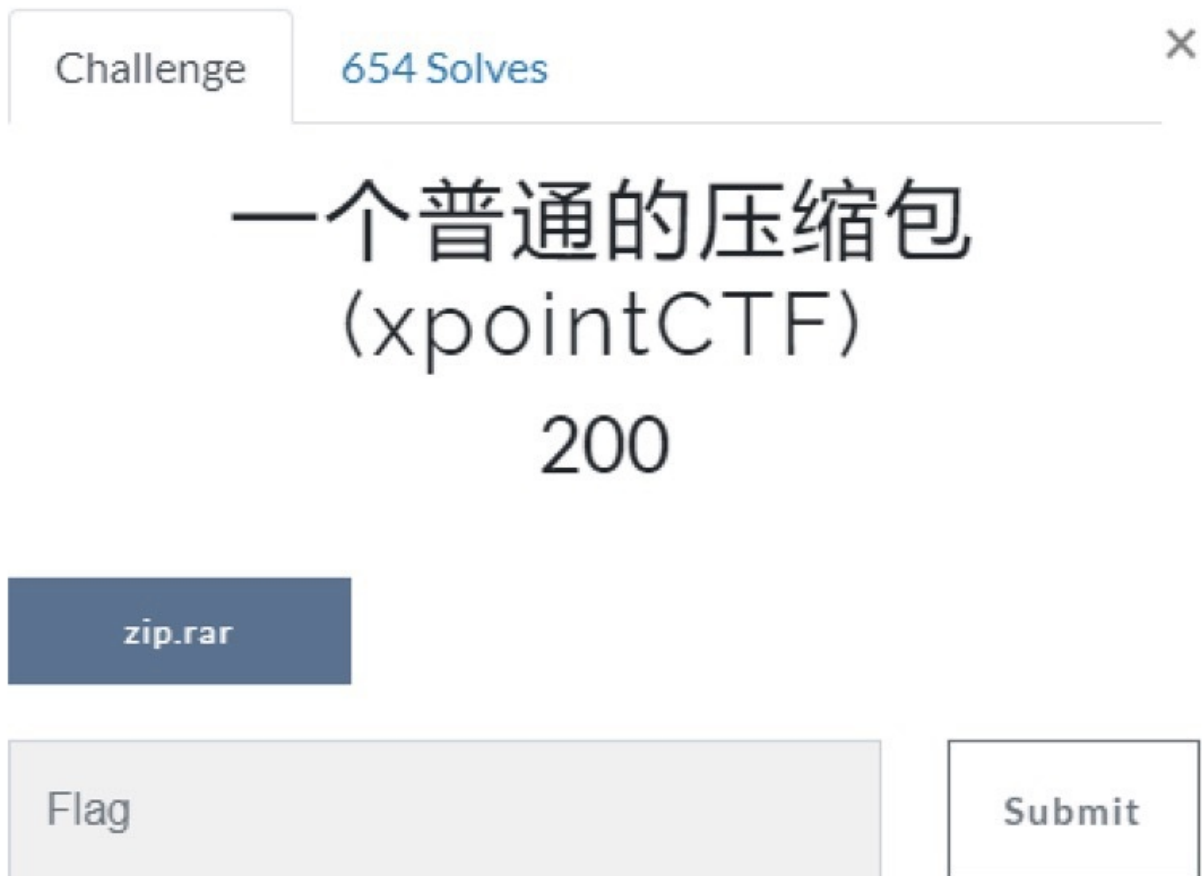 Challenge
654 Solves
×
一个普通的压缩包
(xpointCTF)
200
zip.rar
Flag
Submit